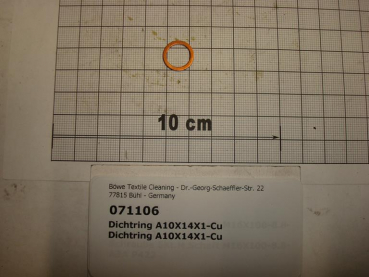 10 cm
Böwe Textile Cleaning - Dr.-Georg-Schaeffler-Str. 22
77815 Bühl - Germany
071106
Dichtring A10X14X1-Cu
Dichtring A10X14X1-Cu